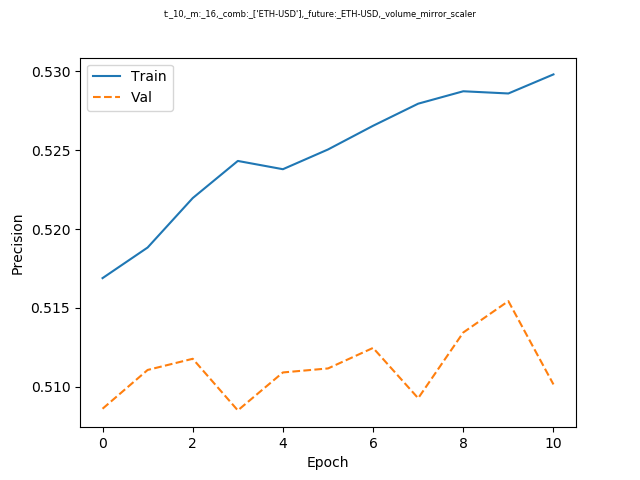 t:_10,_m:_16,_comb:_['ETH-USD'],_future:_ETH-USD,_volume_mirror_scaler
0.530
Train
Val
0.525
0.520
Precision
0.515
0.510
0 2 4 6 8 10
Epoch